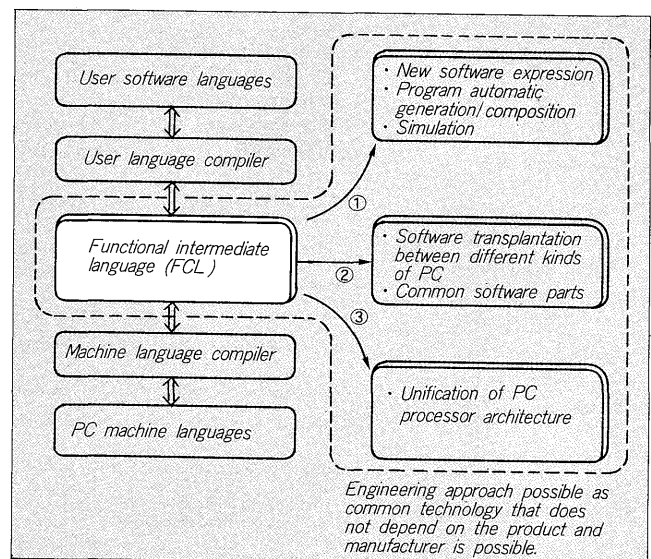 User software languages
User language compiler
Functional intermediate
language (FCL)
Machine language compiler
PC machine languages
①
②
③
· New software expression
· Program automatic
generation/composition
· Simulation
· Software transplantation
between different kinds
of PC
· Common software parts
· Unification of PC
processor architecture
Engineering approach possible as
common technology that does
not depend on the product and
manufacturer is possible.